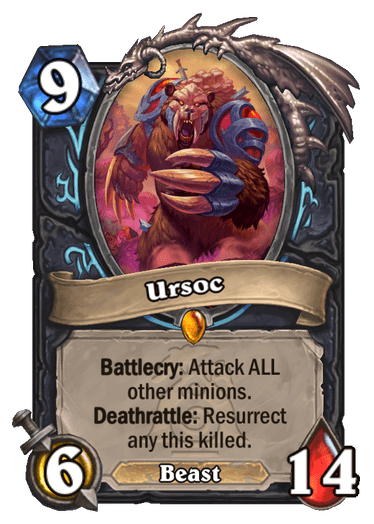 9
Ursoc
Battlecry: Attack ALL
other minions.
Deathrattle: Resurrect
any this killed.
6
Beast
14